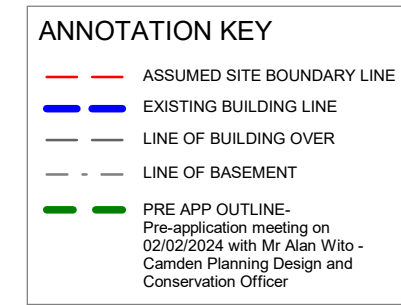 ANNOTATION KEY
ASSUMED SITE BOUNDARY LINE
EXISTING BUILDING LINE
LINE OF BUILDING OVER
LINE OF BASEMENT
PRE APP OUTLINE-
Pre-application meeting on
02/02/2024 with Mr Alan Wito -
Camden Planning Design and
Conservation Officer